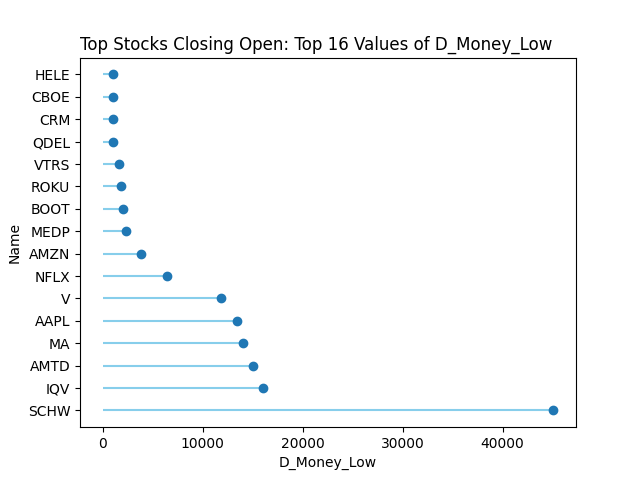 Top Stocks Closing Open: Top 16 Values of D_Money_Low
HELE
CBOE
CRM
QDEL
VTRS
ROKU
BOOT
MEDP
AMZN
NFLX
V
AAPL
MA
AMTD
IQV
SCHW
Name
0 10000 20000 30000 40000
D_Money_Low